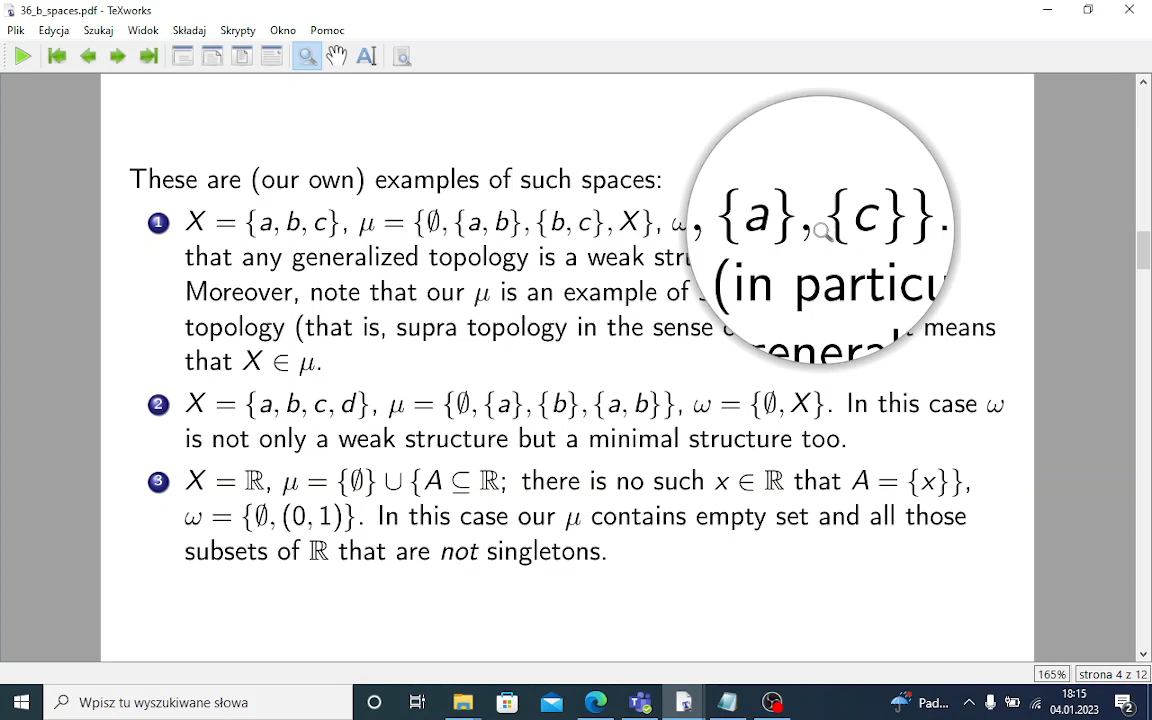 36_b_spaces.pdf - TeXworks
Plik Edycja Szukaj Widok Składaj Skrypty Okno Pomoc
These are (our own) examples of such spaces:
1 X = {a, b, c}, μ = {∅, {a, b}, {b, c}, X}, ω , {a}, {c}}.
that any generalized topology is a weak (in
Moreover, note that our μ is an example of
topology (that is, supra topology in the sense means
that X ∈ μ.
2 X = {a, b, c, d}, μ = {∅, {a}, {b}, {a, b}}, ω = {∅, X}. In this case ω
is not only a weak structure but a minimal structure too.
3 X = ℝ, μ = {∅} ∪ {A ⊆ ℝ; there is no such x ∈ ℝ that A = {x}},
ω = {∅, (0, 1)}. In this case our μ contains empty set and all those
subsets of ℝ that are not singletons.
165% strona 4 z 12
Wpisz tu wyszukiwane słowa
Pad...
18:15
04.01.2023
2